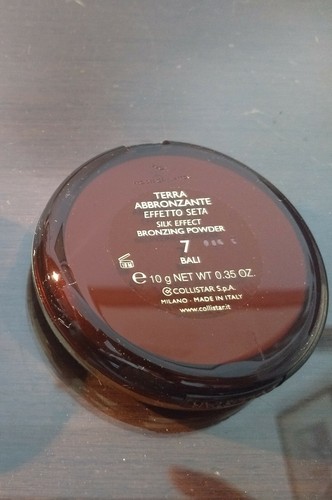 TERRA
ABBRONZANTE
EFFETTO SETA
SILK EFFECT
BRONZING POWDER
7
BALI
e 10 g NET WT 0.35 OZ.
COLLISTAR S.p.A.
MILANO - MADE IN ITALY
www.collistar.it